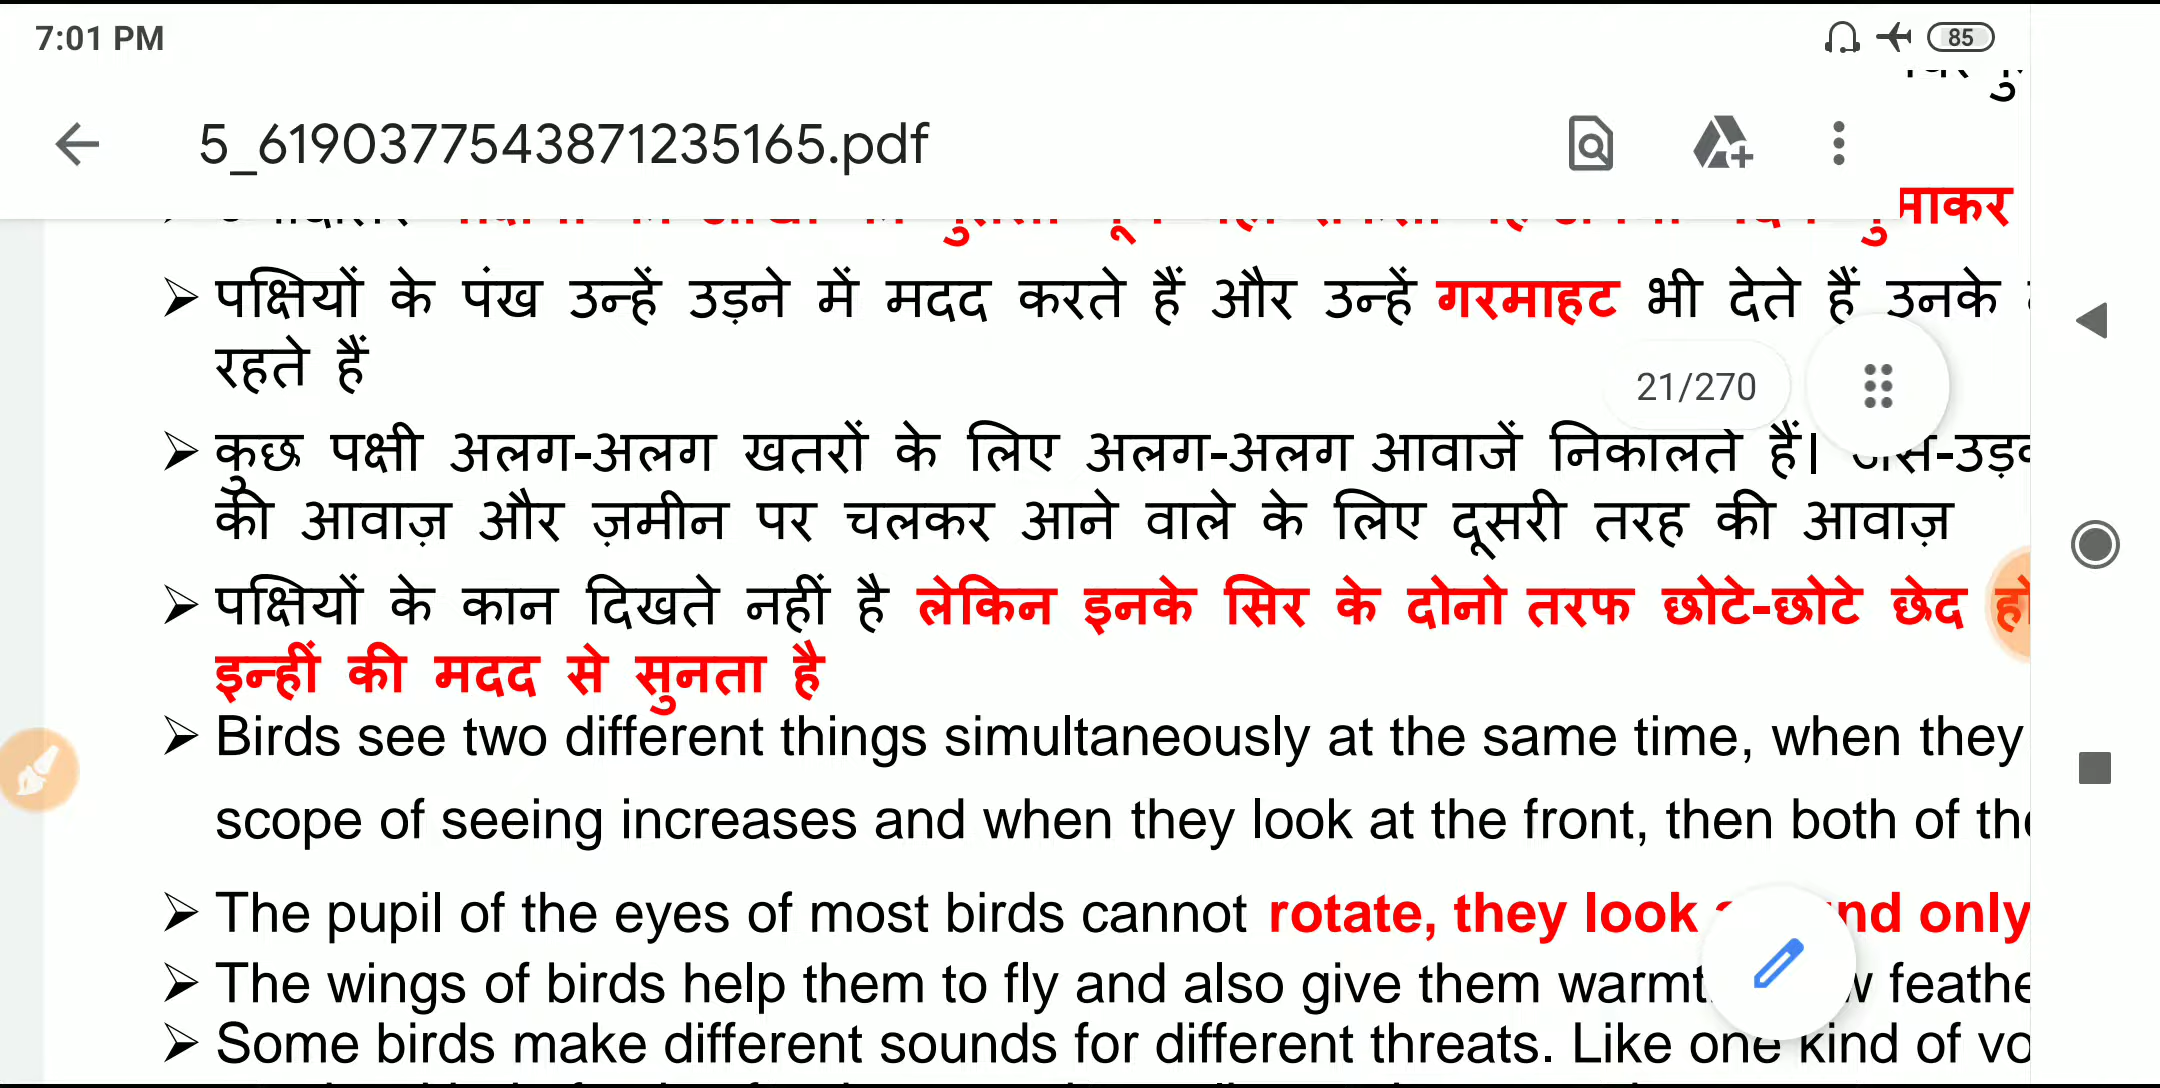 7:01 PM
85
5_6190377543871235165.pdf
माकर
➢ पक्षियों के पंख उन्हें उड़ने में मदद करते हैं और उन्हें गरमाहट भी देते हैं उनके
रहते हैं
21/270
➢ कुछ पक्षी अलग-अलग खतरों के लिए अलग-अलग आवाजें निकालते हैं।
की आवाज़ और ज़मीन पर चलकर आने वाले के लिए दूसरी तरह की आवाज़
➢ पक्षियों के कान दिखते नहीं है लेकिन इनके सिर के दोनो तरफ छोटे-छोटे छेद
इन्हीं की मदद से सुनता है
➢ Birds see two different things simultaneously at the same time, when they
scope of seeing increases and when they look at the front, then both of
➢ The pupil of the eyes of most birds cannot rotate, they look only
➢ The wings of birds help them to fly and also give them
➢ Some birds make different sounds for different threats. Like one kind of